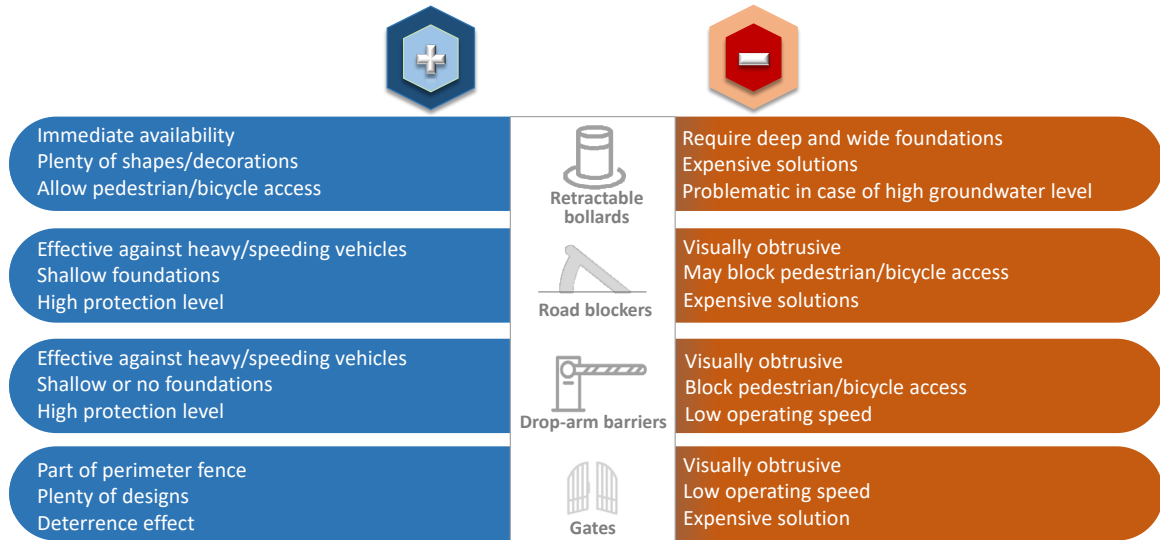 Immediate availability
Plenty of shapes/decorations
Allow pedestrian/bicycle access
Retractable
bollards
Require deep and wide foundations
Expensive solutions
Problematic in case of high groundwater level
Effective against heavy/speeding vehicles
Shallow foundations
High protection level
Road blockers
Visually obtrusive
May block pedestrian/bicycle access
Expensive solutions
Effective against heavy/speeding vehicles
Shallow or no foundations
High protection level
Drop-arm barriers
Visually obtrusive
Block pedestrian/bicycle access
Low operating speed
Part of perimeter fence
Plenty of designs
Deterrence effect
Gates
Visually obtrusive
Low operating speed
Expensive solution